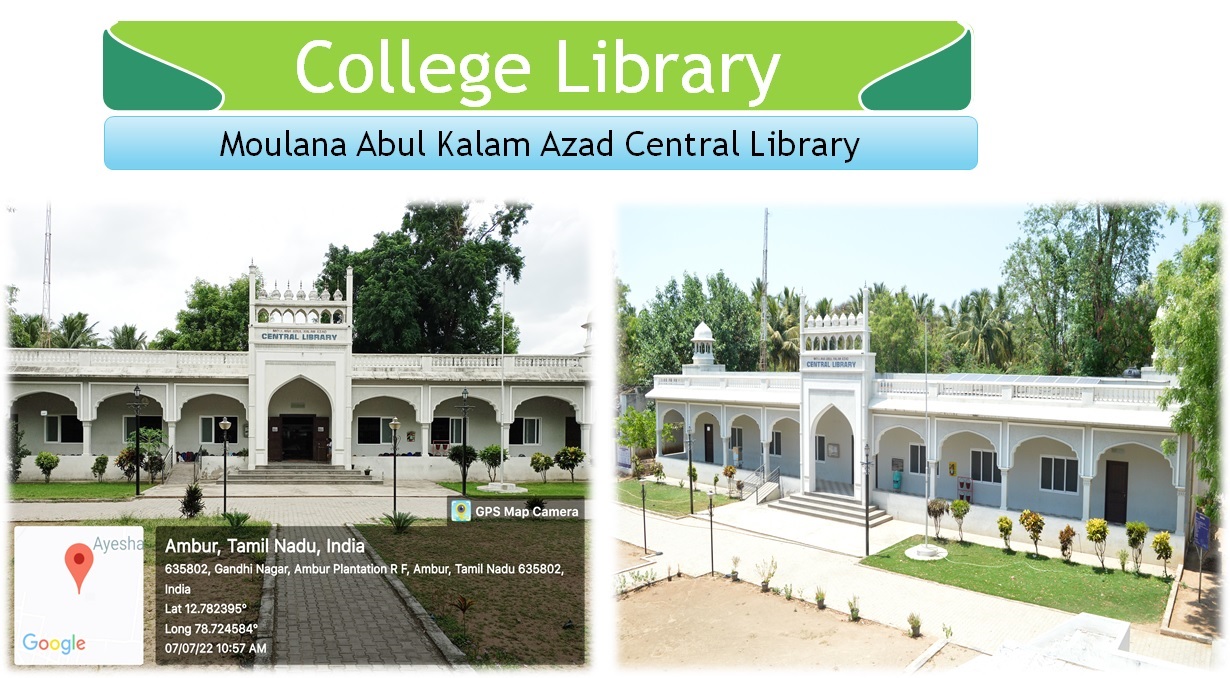 College Library
Moulana Abul Kalam Azad Central Library
CENTRAL LIBRARY
GPS Map Camera
Ayesha
Google
Ambur, Tamil Nadu, India
635802, Gandhi Nagar, Ambur Plantation R F, Ambur, Tamil Nadu 635802,
India
Lat 12.782395°
Long 78.724584°
07/07/22 10:57 AM
CENTRAL LIBRARY